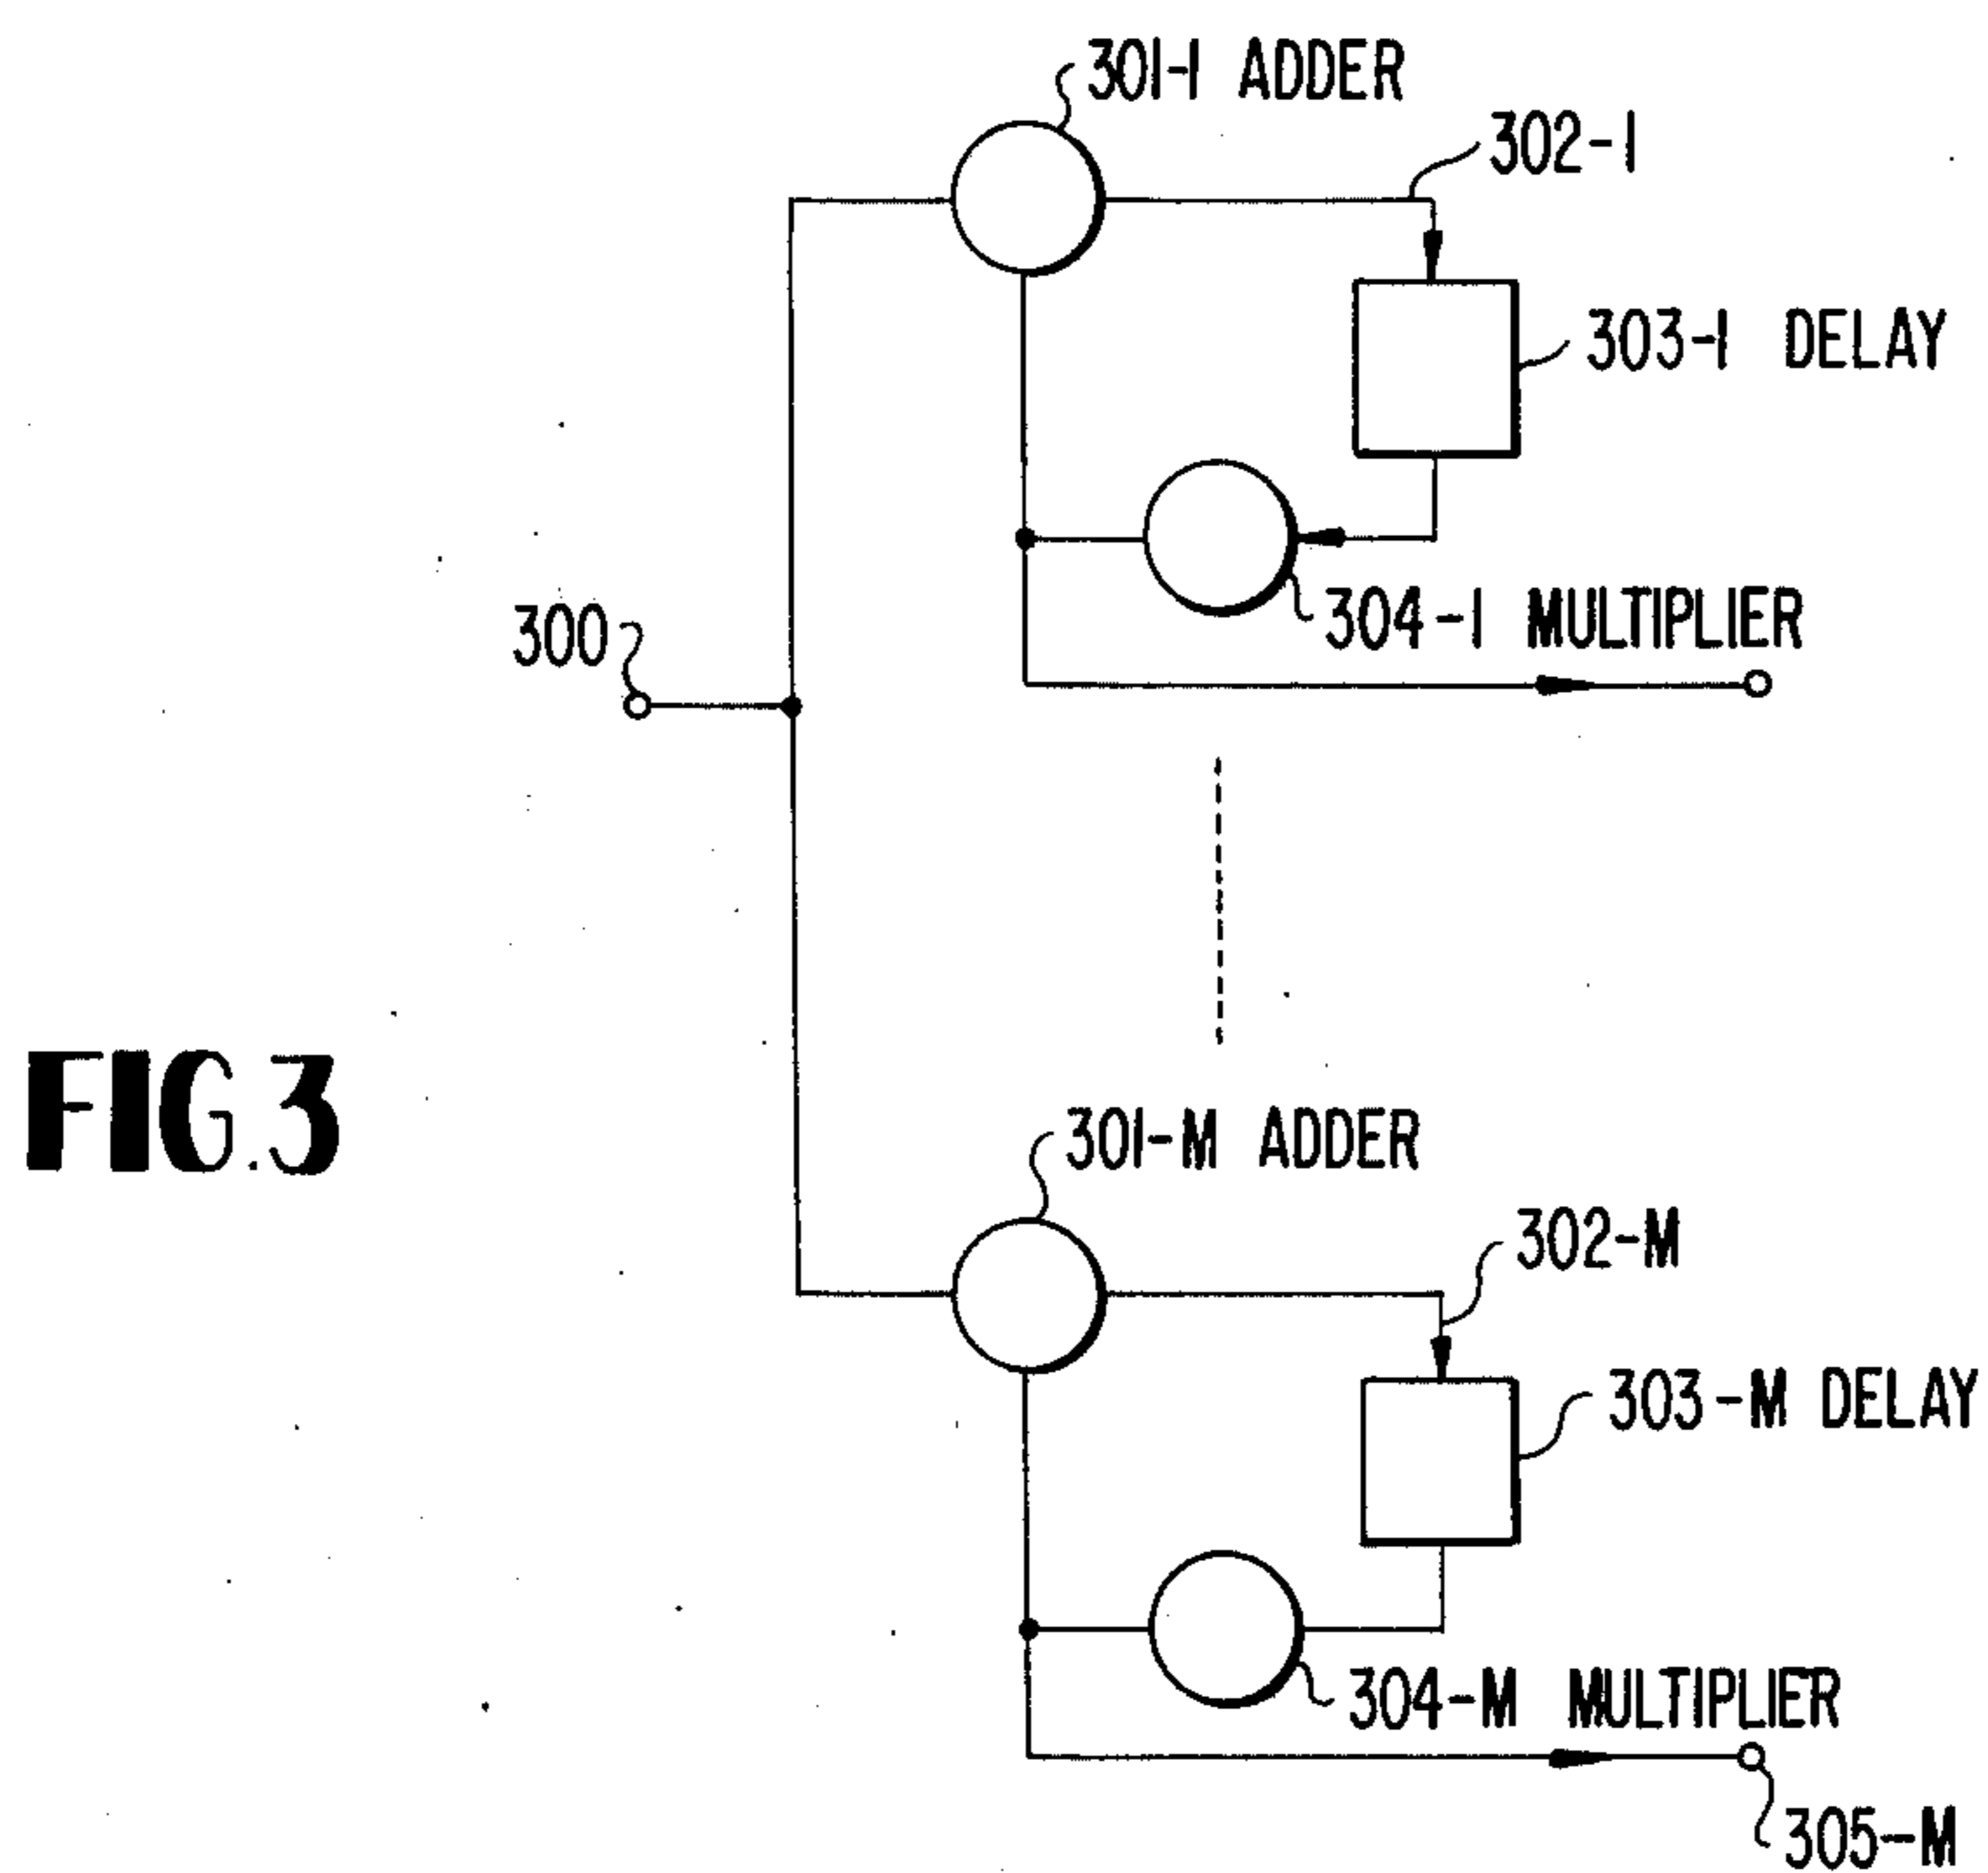 301-1 ADDER
302-1
303-1 DELAY
304-1 MULTIPLIER
300
FIG.3
301-M ADDER
302-M
303-M DELAY
304-M MULTIPLIER
305-M